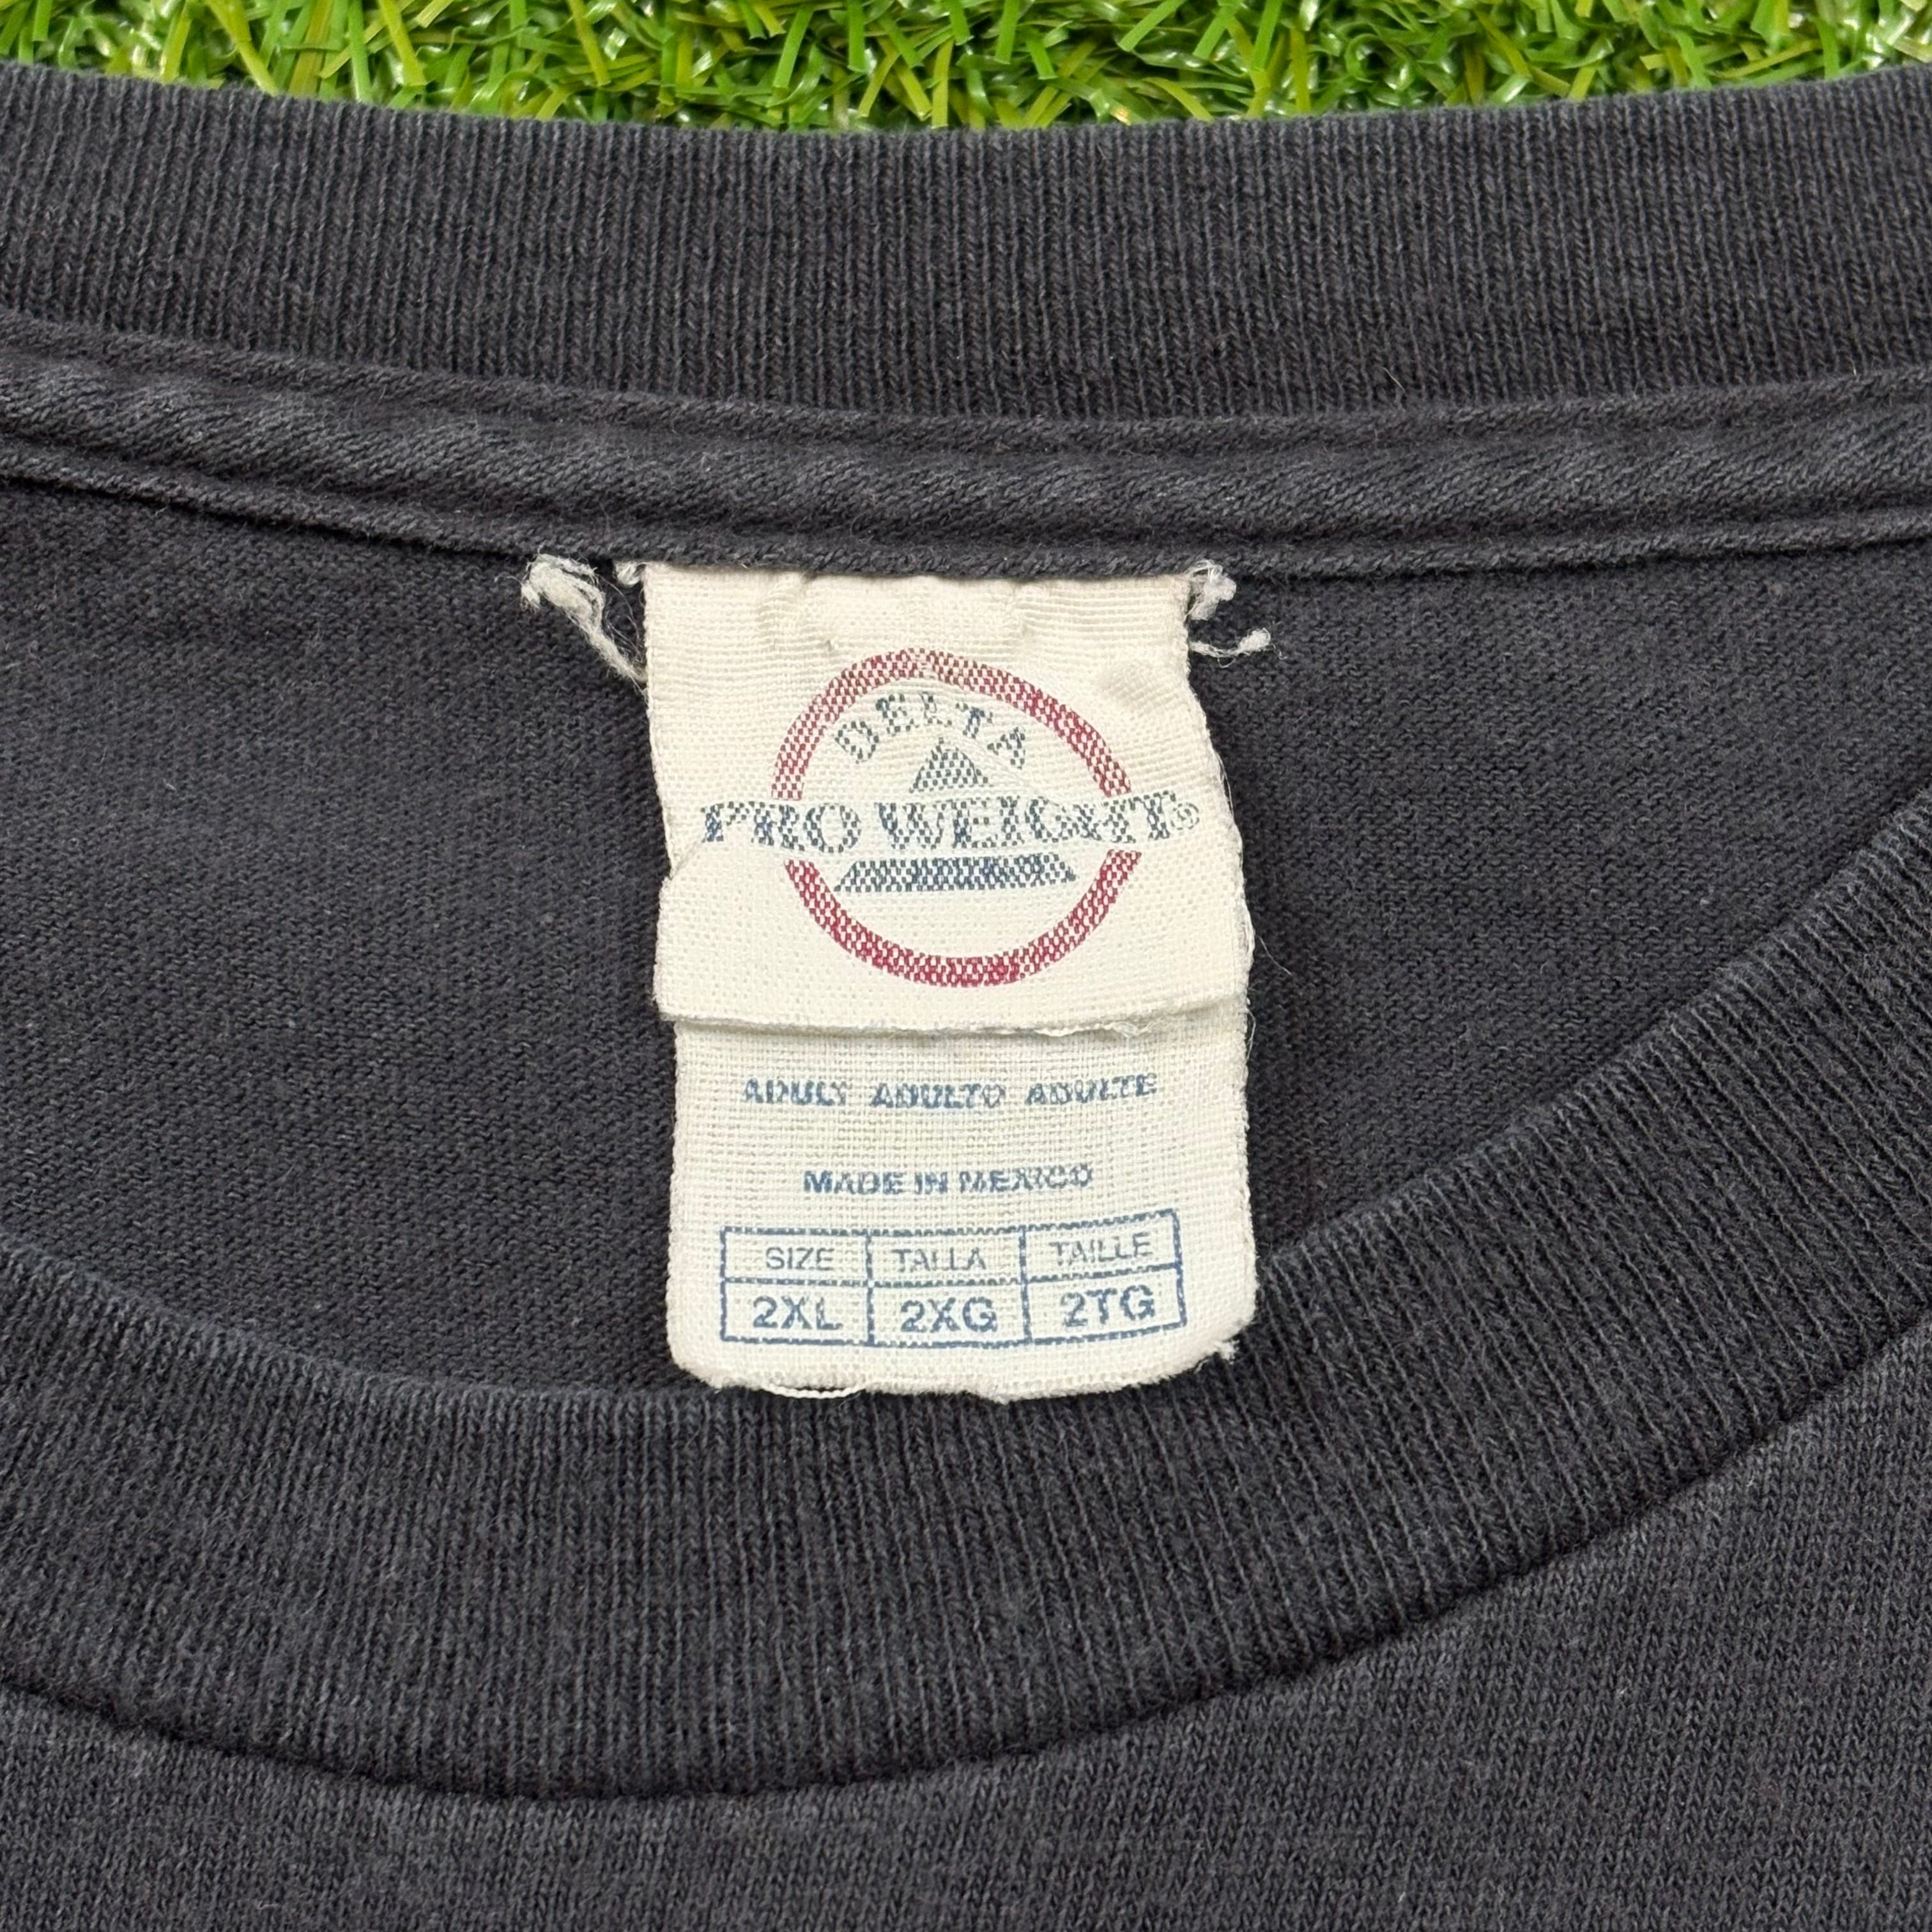 DELTA
PRO WEIGHT®
ADULT ADULTO ADULTE
MADE IN MEXICO
SIZE TALLA TAILLE
2XL 2XG 2TG